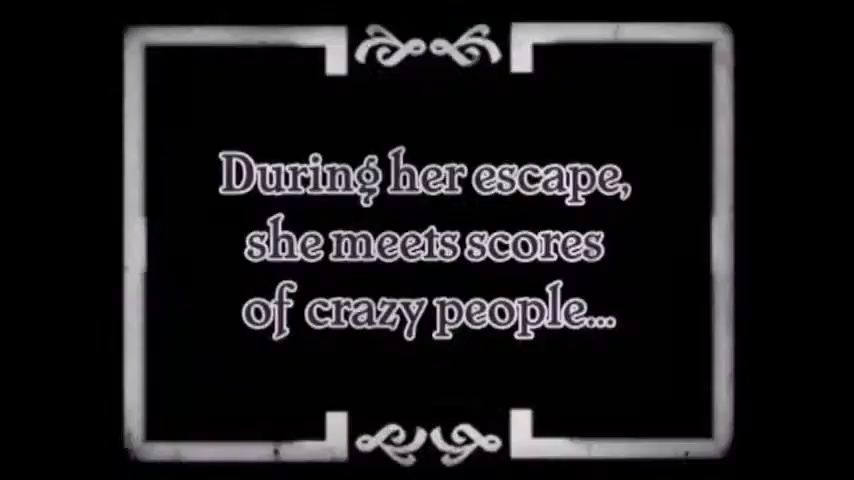 During her escape,
she meets scores
of crazy people...